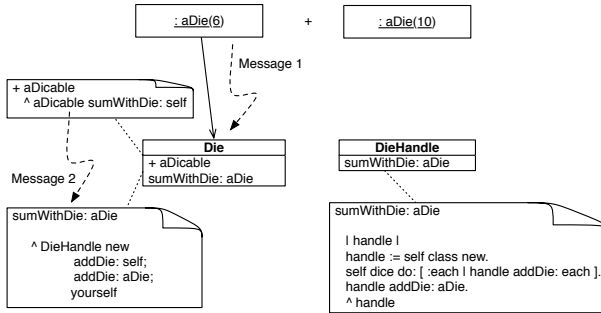 : aDie(6)
+
: aDie(10)
Message 1
+ aDicable
^ aDicable sumWithDie: self
Die
+ aDicable
sumWithDie: aDie
DieHandle
sumWithDie: aDie
Message 2
sumWithDie: aDie
^ DieHandle new
addDie: self;
addDie: aDie;
yourself
sumWithDie: aDie
| handle |
handle := self class new.
self dice do: [ :each | handle addDie: each ].
handle addDie: aDie.
^ handle